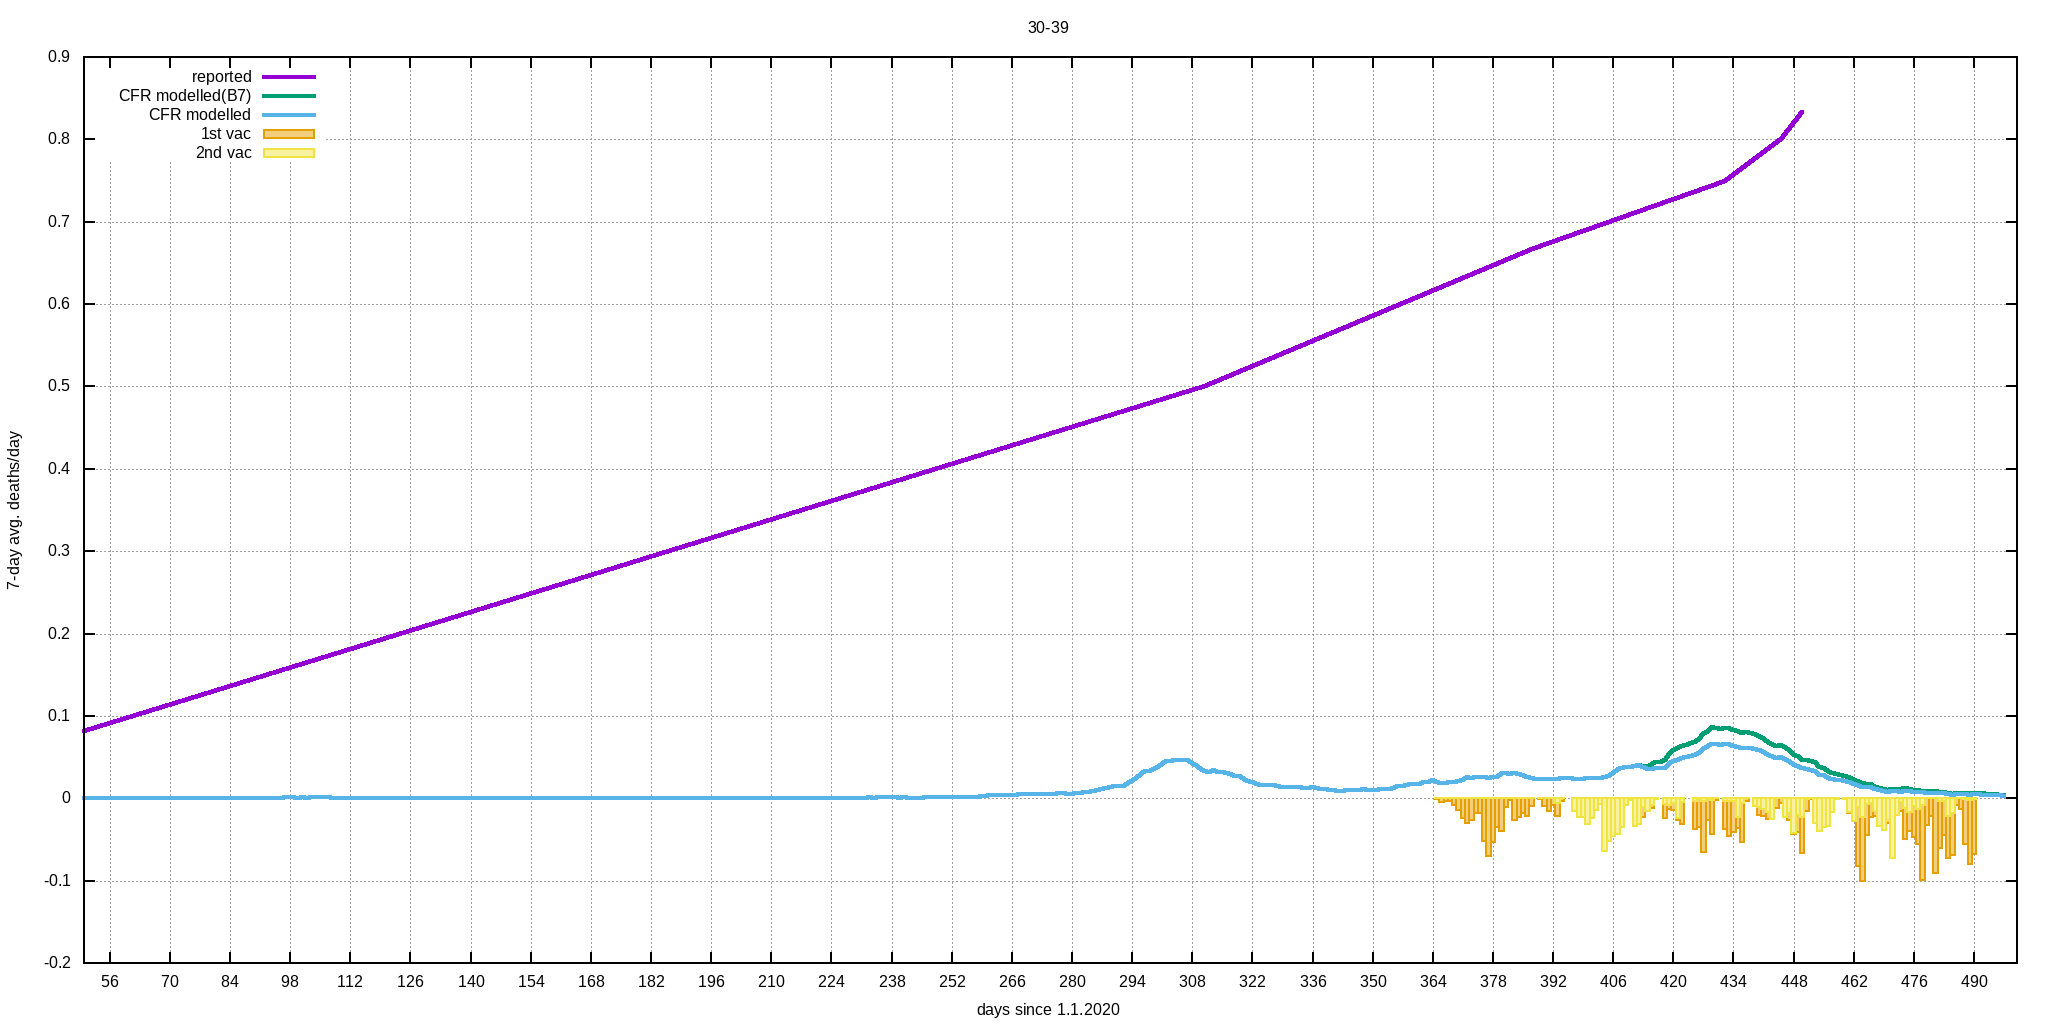 30-39
0.9
0.8
0.7
0.6
0.5
0.4
0.3
0.2
0.1
0
-0.1
-0.2
7-day avg. deaths/day
reported
CFR modelled(B7)
CFR modelled
1st vac
2nd vac
56 70 84 98 112 126 140 154 168 182 196 210 224 238 252 266 280 294 308 322 336 350 364 378 392 406 420 434 448 462 476 490
days since 1.1.2020